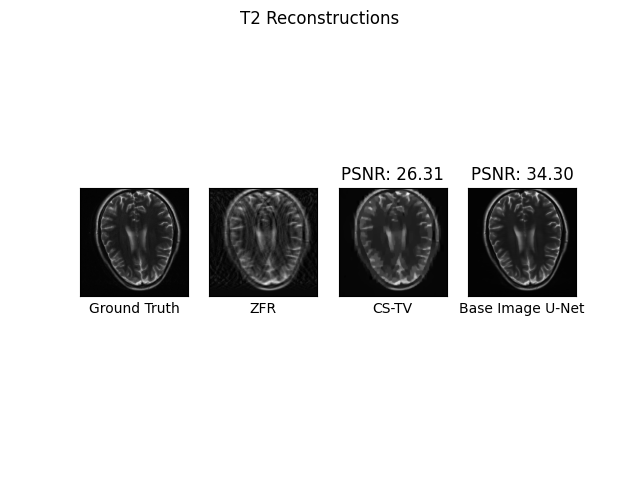 T2 Reconstructions
PSNR: 26.31
PSNR: 34.30
Ground Truth
ZFR
CS-TV
Base Image U-Net